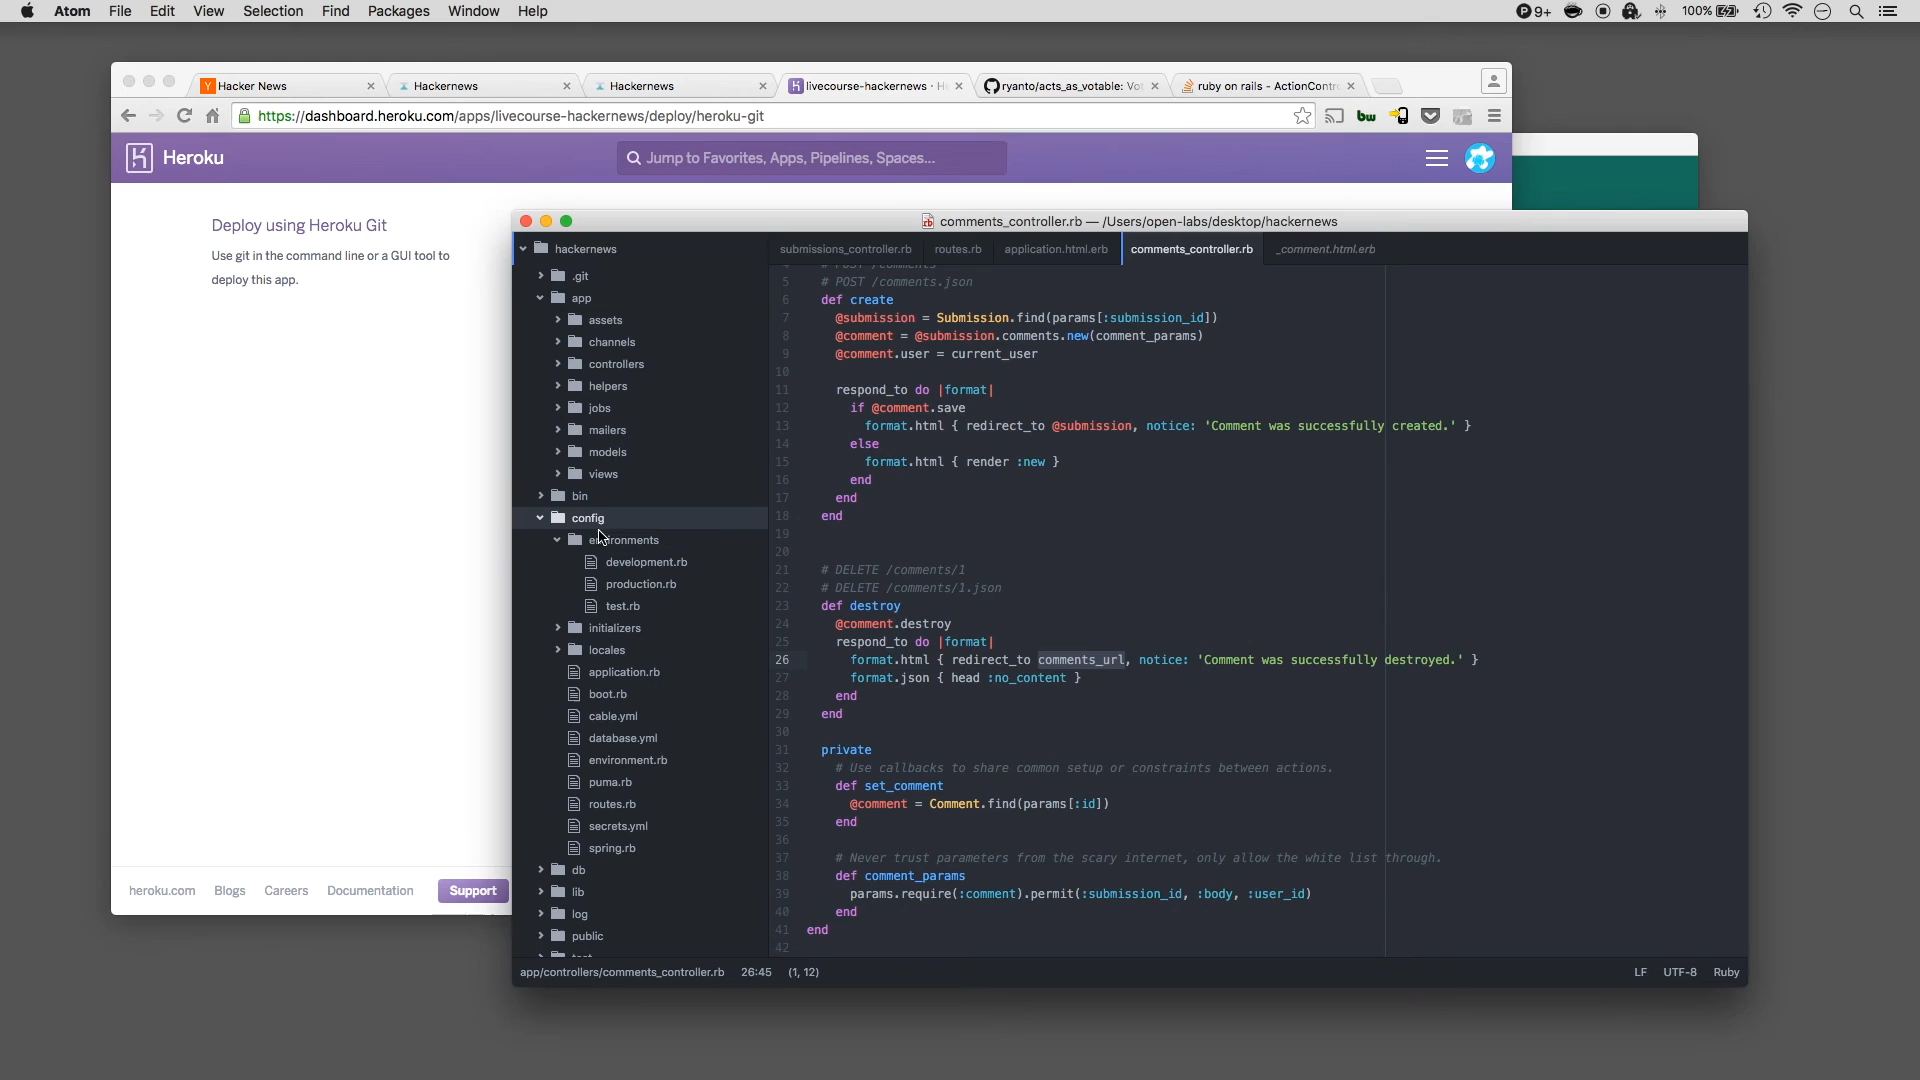 Atom File Edit View Selection Find Packages Window Help
9+ 100%
Hacker News
Hackernews
Hackernews
livecourse-hackernews · H
ryanto/acts_as_votable: Vot
ruby on rails - ActionContr
https://dashboard.heroku.com/apps/livecourse-hackernews/deploy/heroku-git
bw
Heroku
Jump to Favorites, Apps, Pipelines, Spaces...
Deploy using Heroku Git
Use git in the command line or a GUI tool to
deploy this app.
heroku.com Blogs Careers Documentation Support
comments_controller.rb — /Users/open-labs/desktop/hackernews
hackernews
.git
app
assets
channels
controllers
helpers
jobs
mailers
models
views
bin
config
environments
development.rb
production.rb
test.rb
initializers
locales
application.rb
boot.rb
cable.yml
database.yml
environment.rb
puma.rb
routes.rb
secrets.yml
spring.rb
db
lib
log
public
submissions_controller.rb routes.rb application.html.erb comments_controller.rb _comment.html.erb
4 # POST /comments
5 # POST /comments.json
6 def create
7 @submission = Submission.find(params[:submission_id])
8 @comment = @submission.comments.new(comment_params)
9 @comment.user = current_user
10
11 respond_to do |format|
12 if @comment.save
13 format.html { redirect_to @submission, notice: 'Comment was successfully created.' }
14 else
15 format.html { render :new }
16 end
17 end
18 end
19
20
21 # DELETE /comments/1
22 # DELETE /comments/1.json
23 def destroy
24 @comment.destroy
25 respond_to do |format|
26 format.html { redirect_to comments_url, notice: 'Comment was successfully destroyed.' }
27 format.json { head :no_content }
28 end
29 end
30
31 private
32 # Use callbacks to share common setup or constraints between actions.
33 def set_comment
34 @comment = Comment.find(params[:id])
35 end
36
37 # Never trust parameters from the scary internet, only allow the white list through.
38 def comment_params
39 params.require(:comment).permit(:submission_id, :body, :user_id)
40 end
41 end
42
app/controllers/comments_controller.rb 26:45 (1, 12) LF UTF-8 Ruby